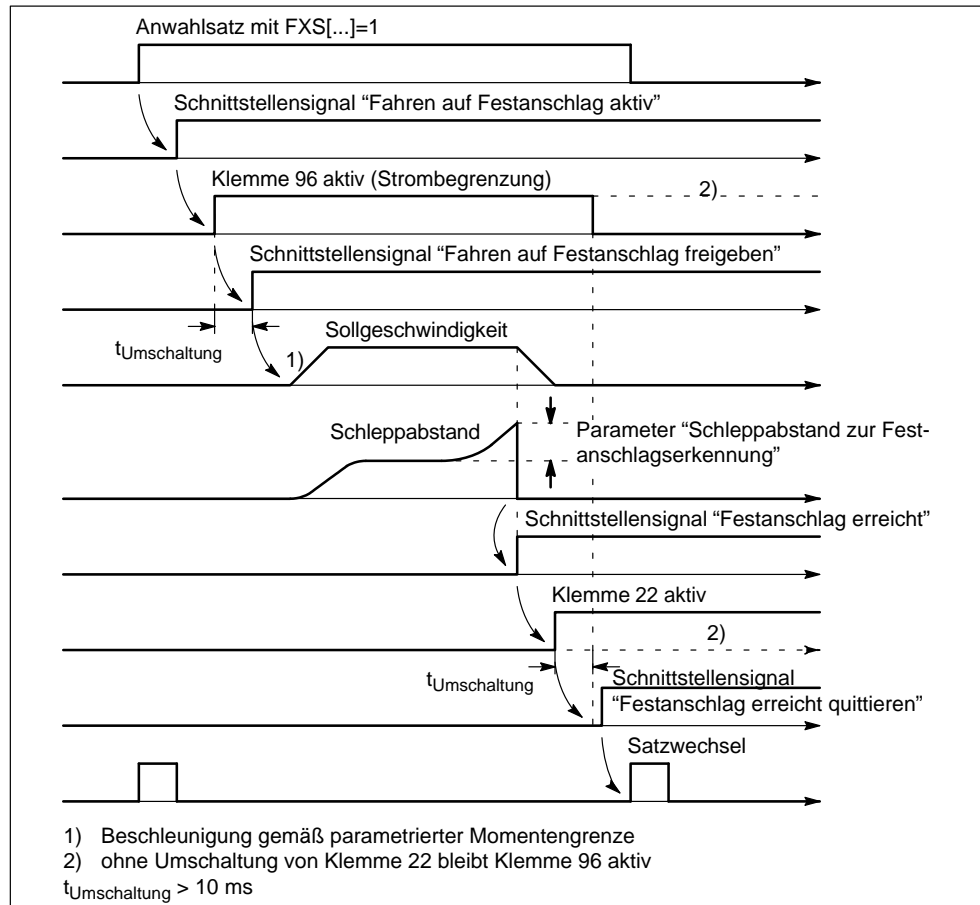 Anwahlsatz mit FXS[...]=1
Schnittstellensignal “Fahren auf Festanschlag aktiv”
Klemme 96 aktiv (Strombegrenzung)
2)
Schnittstellensignal “Fahren auf Festanschlag freigeben”
tUmschaltung
Sollgeschwindigkeit
1)
Schleppabstand
Parameter “Schleppabstand zur Fest-
anschlagserkennung”
Schnittstellensignal “Festanschlag erreicht”
Klemme 22 aktiv
2)
tUmschaltung
Schnittstellensignal
“Festanschlag erreicht quittieren”
Satzwechsel
1) Beschleunigung gemäß parametrierter Momentengrenze
2) ohne Umschaltung von Klemme 22 bleibt Klemme 96 aktiv
tUmschaltung > 10 ms